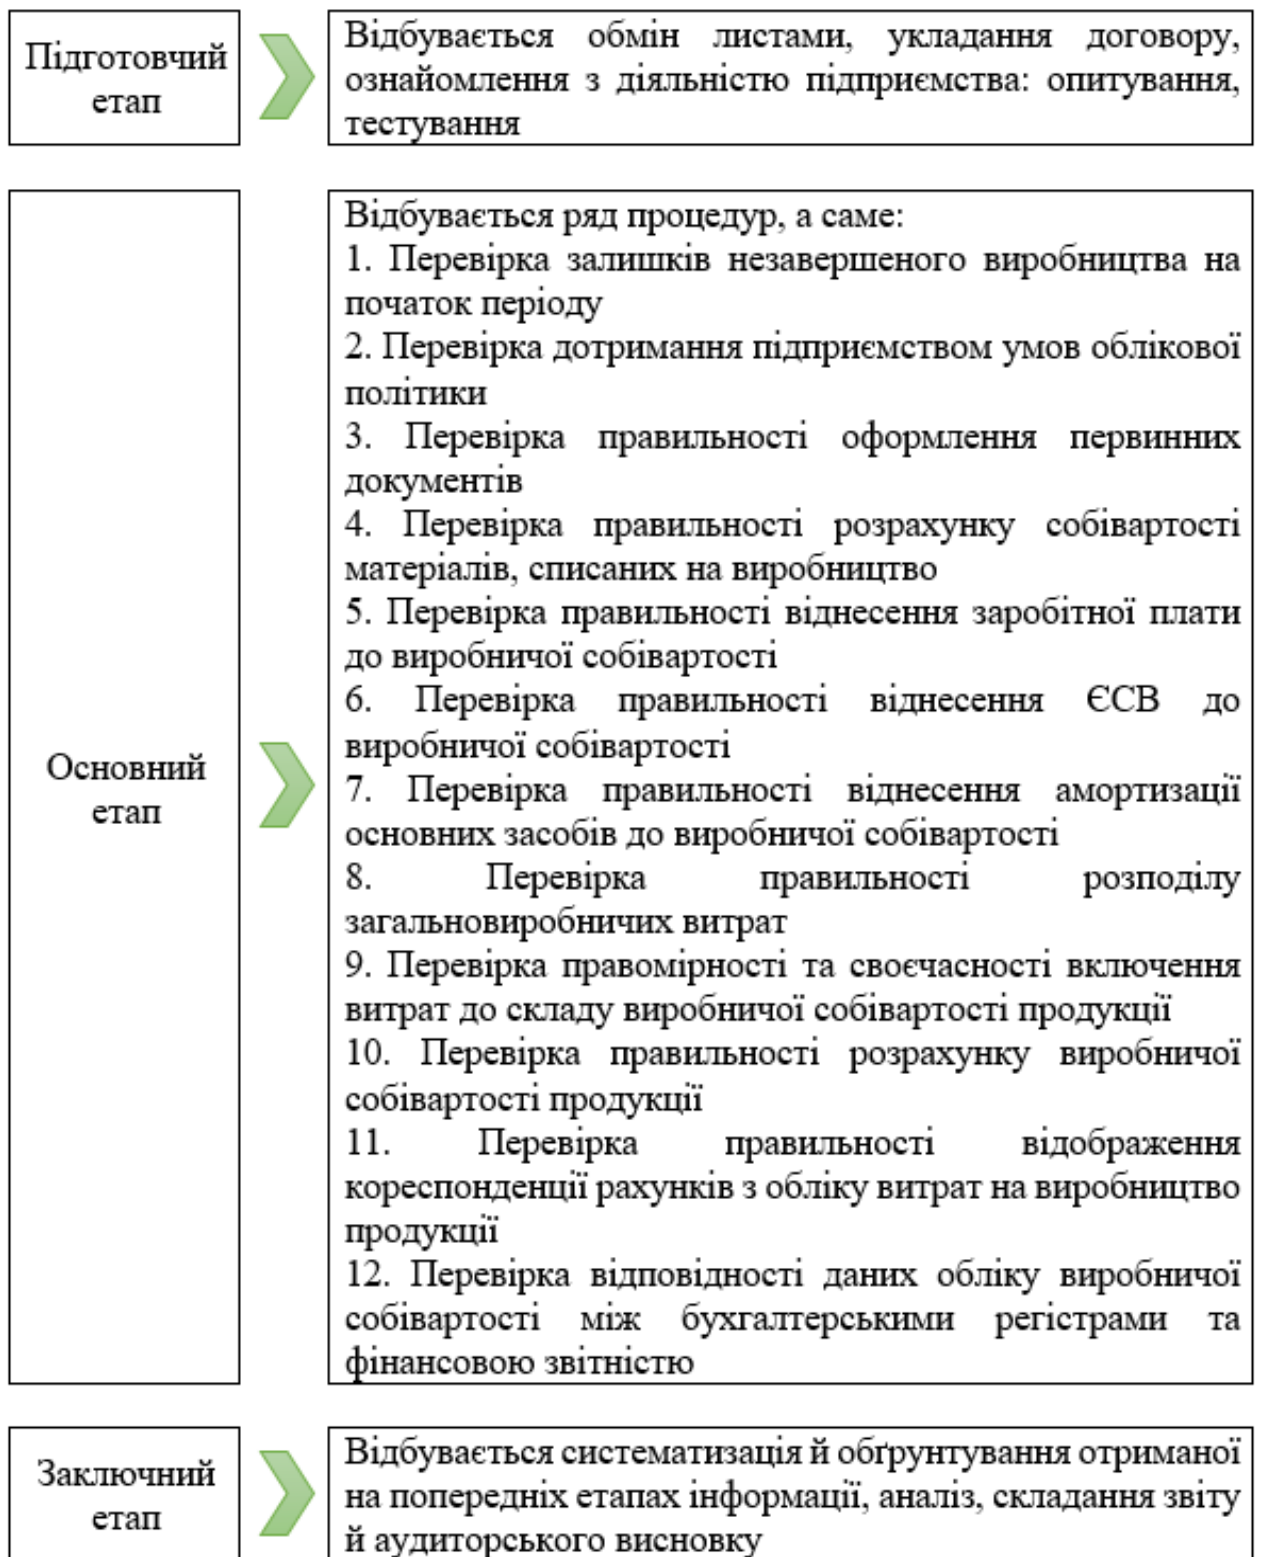 Підготовчий
етап
Відбувається обмін листами, укладання договору,
ознайомлення з діяльністю підприємства: опитування,
тестування
Основний
етап
Відбувається ряд процедур, а саме:
1. Перевірка залишків незавершеного виробництва на
початок періоду
2. Перевірка дотримання підприємством умов облікової
політики
3. Перевірка правильності оформлення первинних
документів
4. Перевірка правильності розрахунку собівартості
матеріалів, списаних на виробництво
5. Перевірка правильності віднесення заробітної плати
до виробничої собівартості
6. Перевірка правильності віднесення ЄСВ до
виробничої собівартості
7. Перевірка правильності віднесення амортизації
основних засобів до виробничої собівартості
8. Перевірка правильності розподілу
загальновиробничих витрат
9. Перевірка правомірності та своєчасності включення
витрат до складу виробничої собівартості продукції
10. Перевірка правильності розрахунку виробничої
собівартості продукції
11. Перевірка правильності відображення
кореспонденції рахунків з обліку витрат на виробництво
продукції
12. Перевірка відповідності даних обліку виробничої
собівартості між бухгалтерськими регістрами та
фінансовою звітністю
Заключний
етап
Відбувається систематизація й обґрунтування отриманої
на попередніх етапах інформації, аналіз, складання звіту
й аудиторського висновку